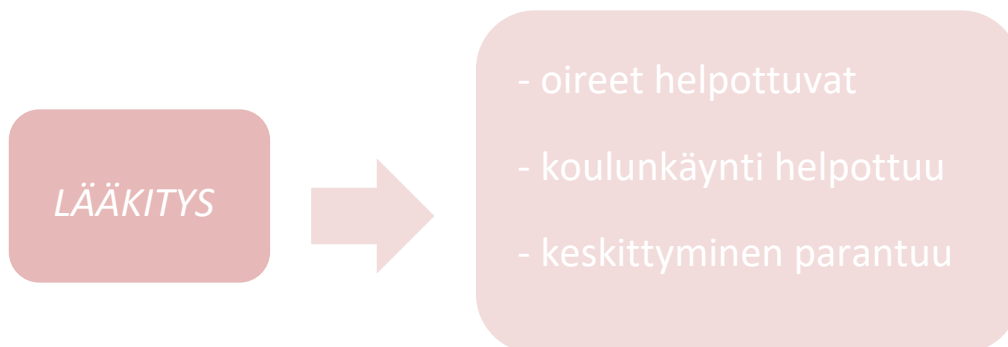 LÄÄKITYS
- oireet helpottuvat
- koulunkäynti helpottuu
- keskittyminen parantuu